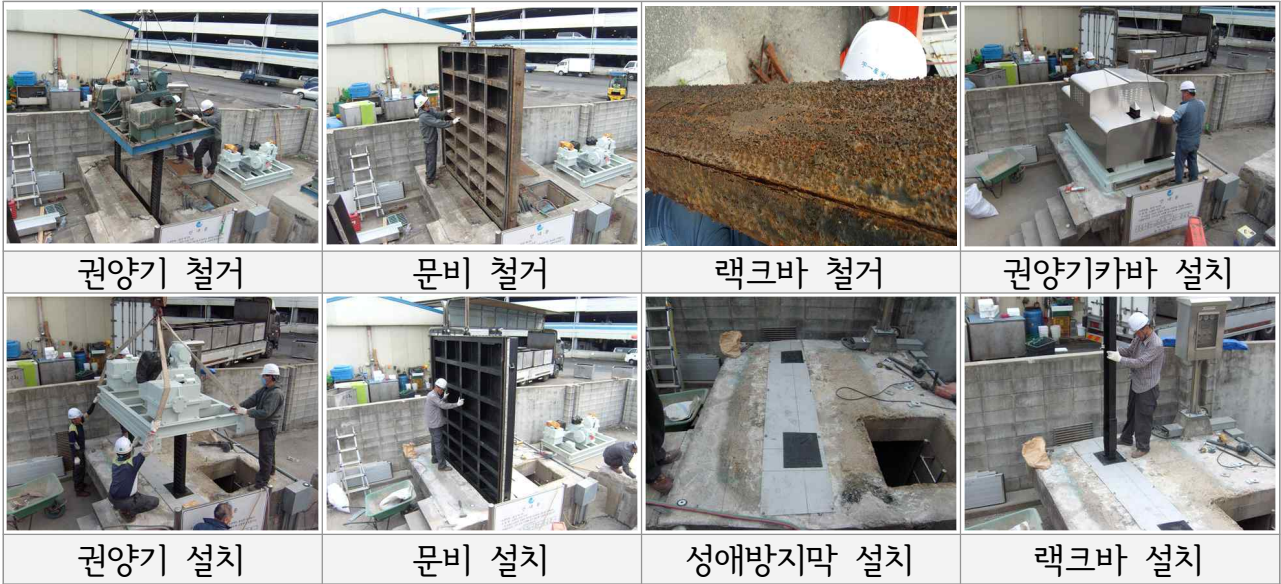 권양기 철거
문비 철거
랙크바 철거
권양기카바 설치
권양기 설치
문비 설치
성애방지막 설치
랙크바 설치